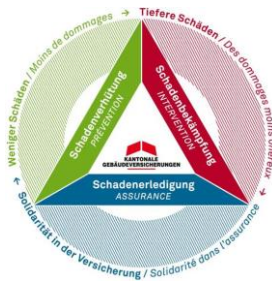 Weniger Schäden / Moins de dommages →
Tiefere Schäden / Des dommages moins onéreux →
Schadenverhütung
PRÉVENTION
Schadenbekämpfung
INTERVENTION
KANTONALE
GEBÄUDEVERSICHERUNGEN
Schadenerledigung
ASSURANCE
← Solidarität in der Versicherung / Solidarité dans l'assurance